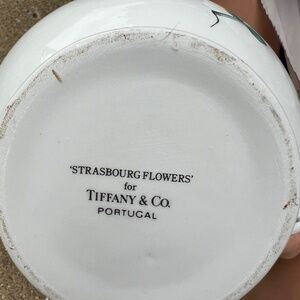 'STRASBOURG FLOWERS'
for
TIFFANY & CO.
PORTUGAL